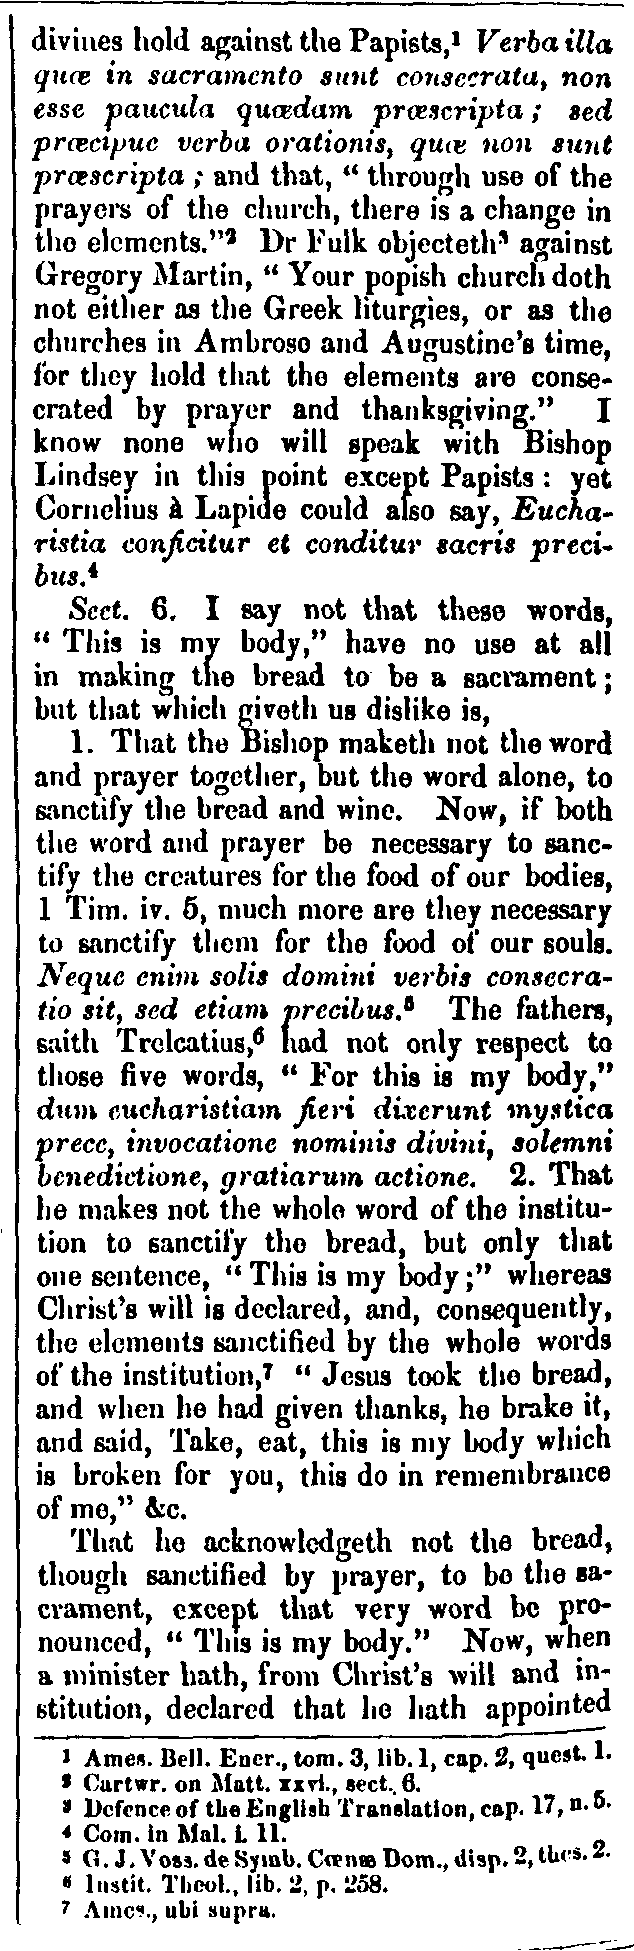 divines hold against the Papists,¹ Verba illa
quæ in sacramento sunt consecrata, non
esse paucula quædam præscripta; sed
præcipue verba orationis, quæ non sunt
præscripta; and that, “ through use of the
prayers of the church, there is a change in
the elements.”² Dr Fulk objecteth³ against
Gregory Martin, “ Your popish church doth
not either as the Greek liturgies, or as the
churches in Ambrose and Augustine’s time,
for they hold that the elements are conse-
crated by prayer and thanksgiving.” I
know none who will speak with Bishop
Lindsey in this point except Papists: yet
Cornelius à Lapide could also say, Eucha-
ristia conficitur et conditur sacris preci-
bus.⁴
Sect. 6. I say not that these words,
“ This is my body,” have no use at all
in making the bread to be a sacrament;
but that which giveth us dislike is,
1. That the Bishop maketh not the word
and prayer together, but the word alone, to
sanctify the bread and wine. Now, if both
the word and prayer be necessary to sanc-
tify the creatures for the food of our bodies,
1 Tim. iv. 5, much more are they necessary
to sanctify them for the food of our souls.
Neque enim solis domini verbis consecra-
tio sit, sed etiam precibus.⁵ The fathers,
saith Trelcatius,⁶ had not only respect to
those five words, “ For this is my body,”
dum eucharistiam fieri dixerunt mystica
prece, invocatione nominis divini, solemni
benedictione, gratiarum actione. 2. That
he makes not the whole word of the institu-
tion to sanctify the bread, but only that
one sentence, “ This is my body;” whereas
Christ’s will is declared, and, consequently,
the elements sanctified by the whole words
of the institution,⁷ “ Jesus took the bread,
and when he had given thanks, he brake it,
and said, Take, eat, this is my body which
is broken for you, this do in remembrance
of me,” &c.
That he acknowledgeth not the bread,
though sanctified by prayer, to be the sa-
crament, except that very word be pro-
nounced, “ This is my body.” Now, when
a minister hath, from Christ’s will and in-
stitution, declared that he hath appointed
¹ Ames. Bell. Ener., tom. 3, lib. 1, cap. 2, quest. 1.
² Cartwr. on Matt. xxvi., sect. 6.
³ Defence of the English Translation, cap. 17, n. 5.
⁴ Com. in Mal. i. 11.
⁵ G. J. Voss. de Symb. Cœnæ Dom., disp. 2, thes. 2.
⁶ Instit. Theol., lib. 2, p. 258.
⁷ Ames., ubi supra.